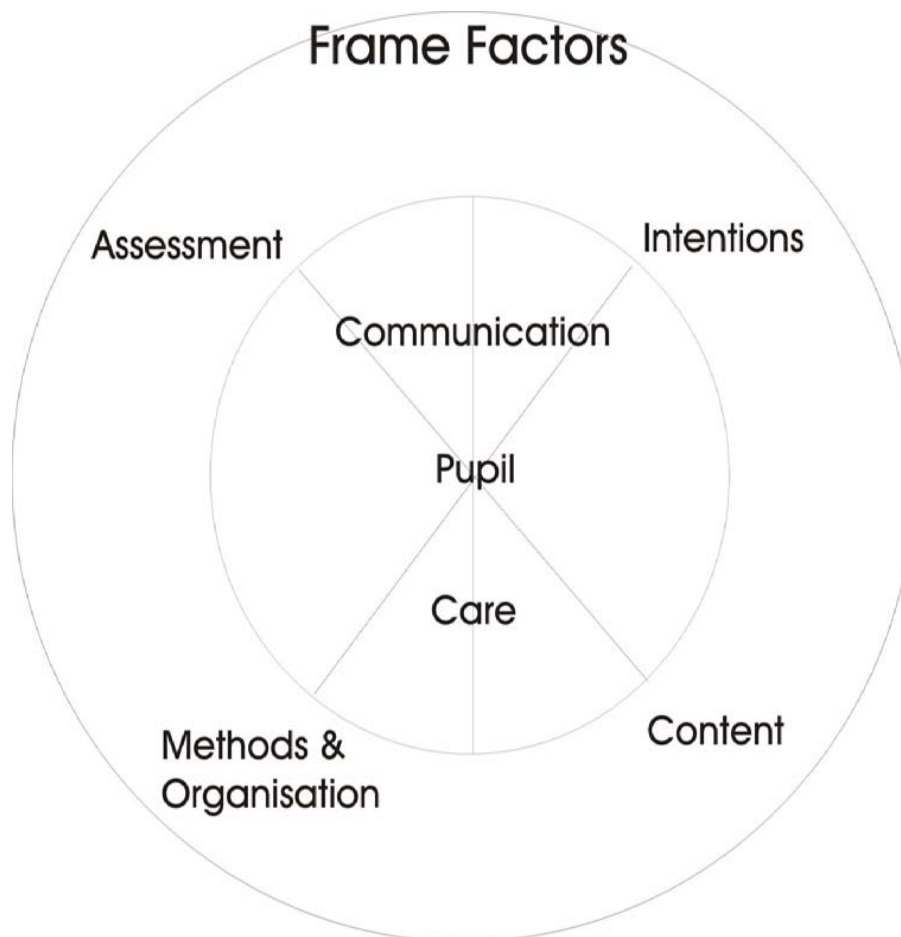 Frame Factors
Assessment
Intentions
Communication
Pupil
Care
Methods &
Organisation
Content